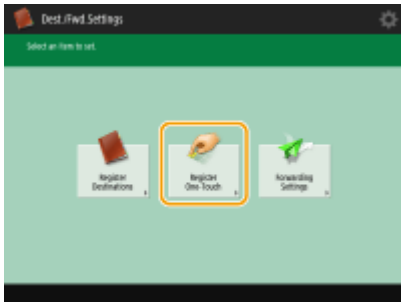 Dest./Fwd.Settings
Select an item to set.
Register
Destinations
Register
One-Touch
Forwarding
Settings